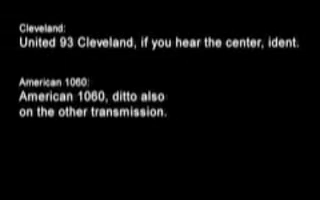 Cleveland:
United 93 Cleveland, if you hear the center, ident.
American 1060:
American 1060, ditto also
on the other transmission.